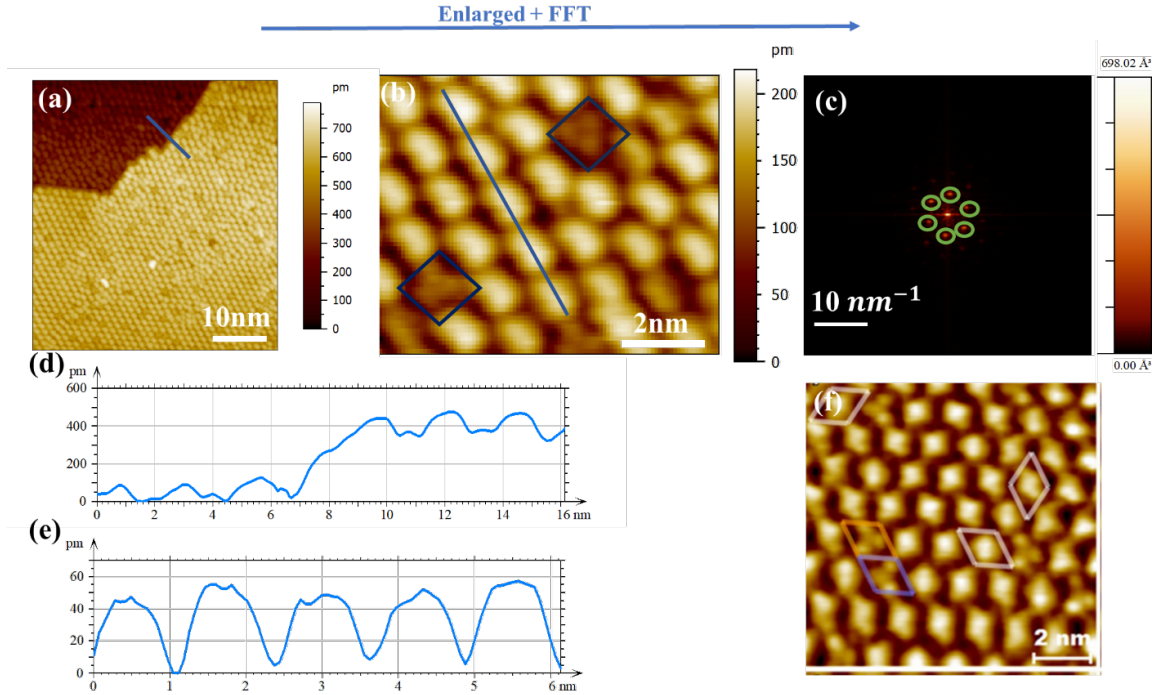 Enlarged + FFT
(a)
10nm
pm
700
600
500
400
300
200
100
0
(b)
2nm
pm
200
150
100
50
0
(c)
10 nm⁻¹
698.02 Å³
0.00 Å³
(d)
pm
600
400
200
0
0 2 4 6 8 10 12 14 16 nm
(e)
pm
60
40
20
0
0 1 2 3 4 5 6 nm
(f)
2 nm